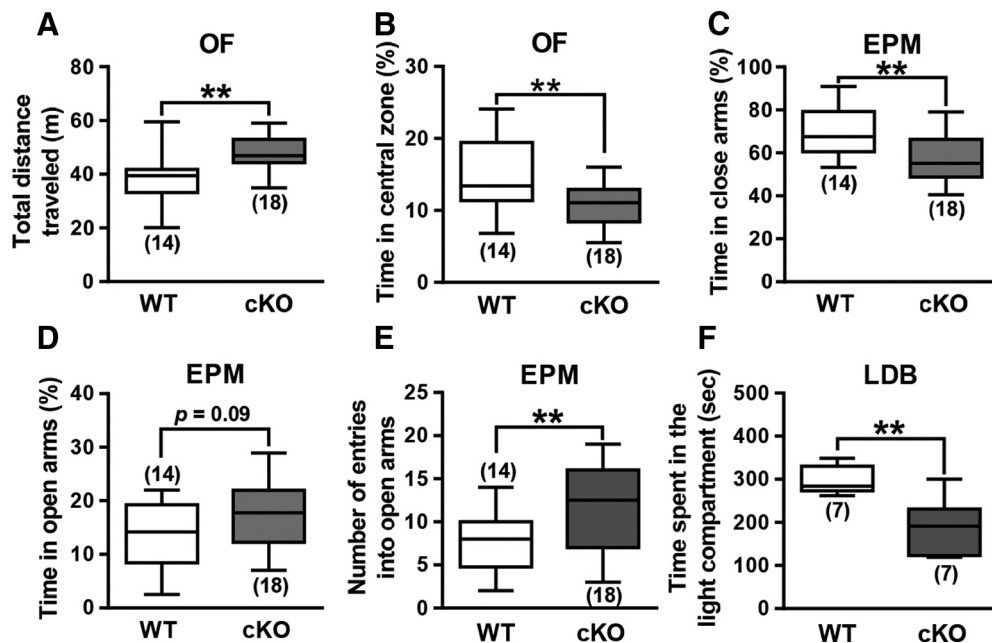 A
OF
Total distance
traveled (m)
80
60
40
20
0
**
(14)
(18)
WT
cKO
B
OF
Time in central zone (%)
30
20
10
0
**
(14)
(18)
WT
cKO
C
EPM
Time in close arms (%)
100
80
60
40
20
0
**
(14)
(18)
WT
cKO
D
EPM
Time in open arms (%)
40
30
20
10
0
p = 0.09
(14)
(18)
WT
cKO
E
EPM
Number of entries
into open arms
25
20
15
10
5
0
**
(14)
(18)
WT
cKO
F
LDB
Time spent in the
light compartment (sec)
500
400
300
200
100
0
**
(7)
(7)
WT
cKO